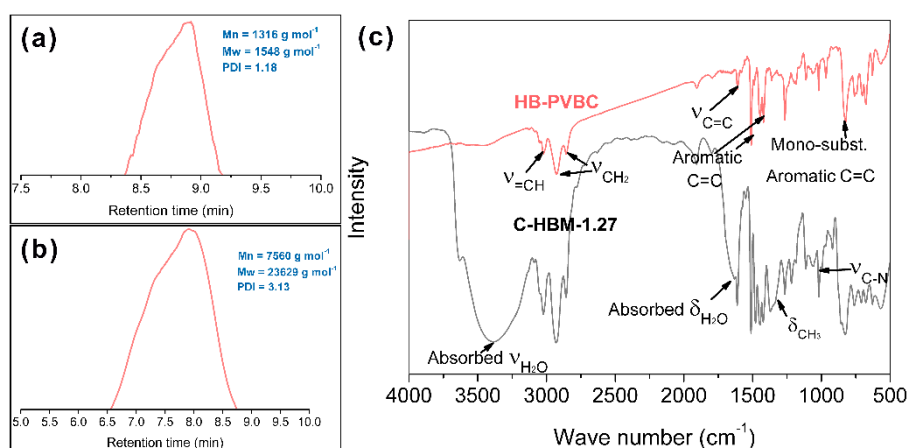 (a)
Mn = 1316 g mol⁻¹
Mw = 1548 g mol⁻¹
PDI = 1.18
7.5 8.0 8.5 9.0 9.5 10.0
Retention time (min)
(b)
Mn = 7560 g mol⁻¹
Mw = 23629 g mol⁻¹
PDI = 3.13
5.0 5.5 6.0 6.5 7.0 7.5 8.0 8.5 9.0 9.5 10.0
Retention time (min)
Intensity
(c)
HB-PVBC
ν=CH
νCH₂
νC=C
Aromatic
C=C
Mono-subst.
Aromatic C=C
C-HBM-1.27
Absorbed νH₂O
Absorbed δH₂O
δCH₃
νC-N
4000 3500 3000 2500 2000 1500 1000 500
Wave number (cm⁻¹)